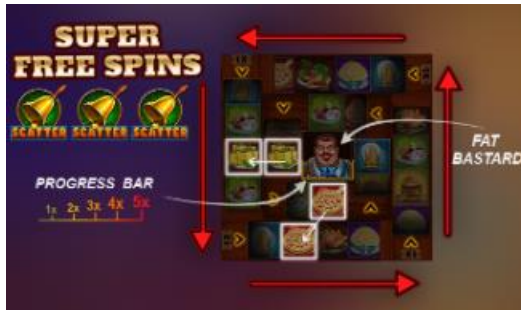 SUPER
FREE SPINS
SCATTER SCATTER SCATTER
PROGRESS BAR
1x 2x 3x 4x 5x
FAT
BASTARD